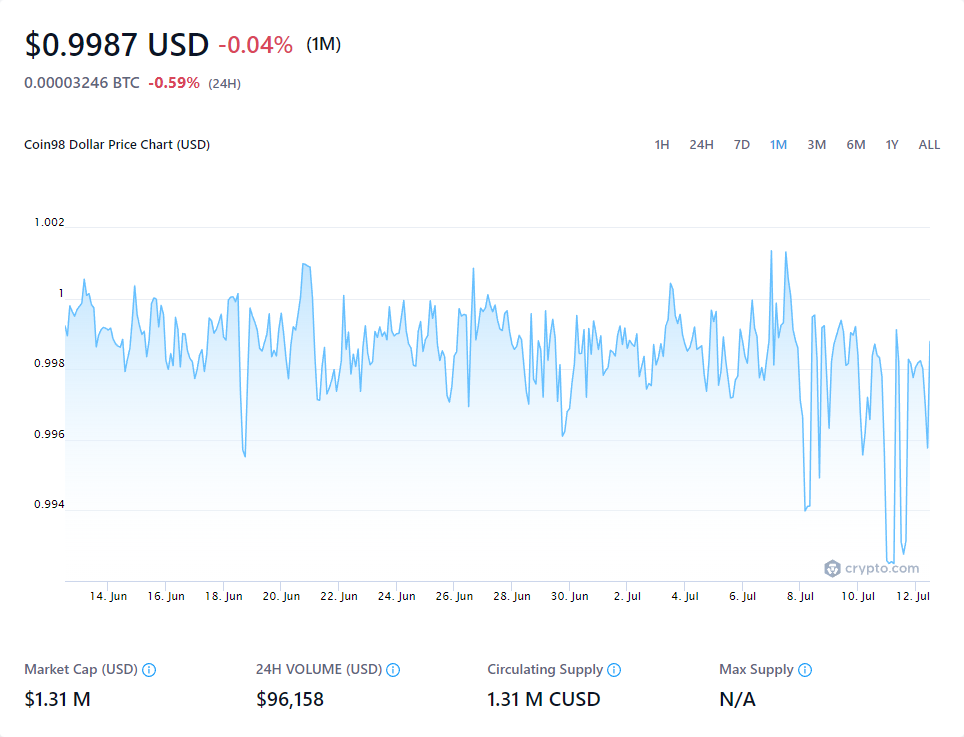 $0.9987 USD -0.04% (1M)
0.00003246 BTC -0.59% (24H)
Coin98 Dollar Price Chart (USD) 1H 24H 7D 1M 3M 6M 1Y ALL
1.002
1
0.998
0.996
0.994
crypto.com
14. Jun 16. Jun 18. Jun 20. Jun 22. Jun 24. Jun 26. Jun 28. Jun 30. Jun 2. Jul 4. Jul 6. Jul 8. Jul 10. Jul 12. Jul
Market Cap (USD) 24H VOLUME (USD) Circulating Supply Max Supply
$1.31 M $96,158 1.31 M CUSD N/A